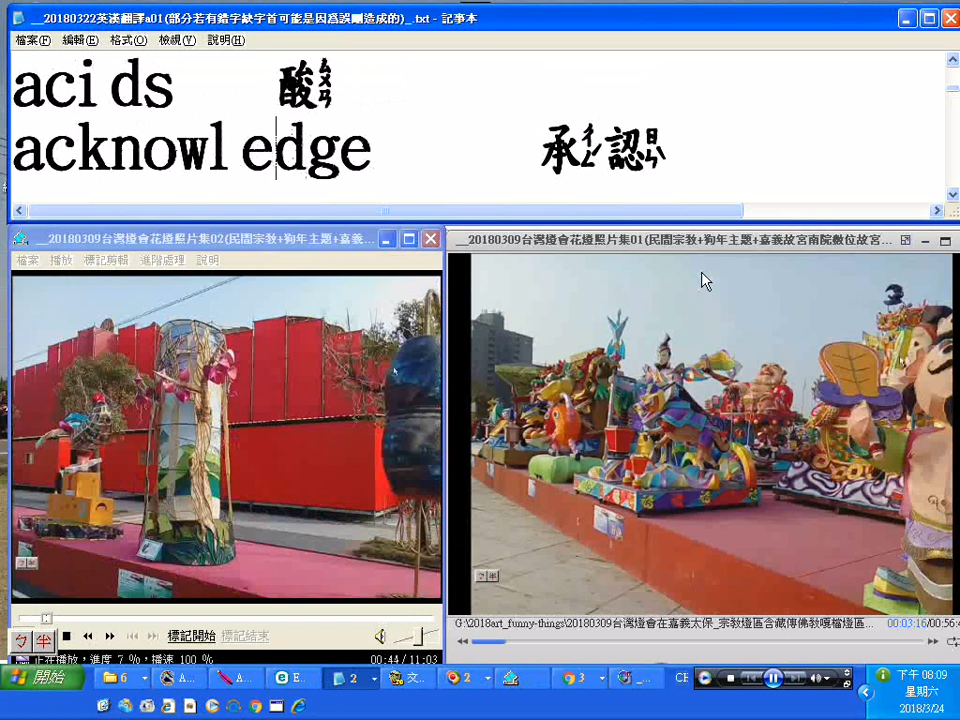 __20180322英漢翻譯a01(部分若有錯字缺字首可能是因爲誤刪造成的)_.txt - 記事本
檔案(F) 編輯(E) 格式(O) 檢視(V) 說明(H)
acids 酸ㄙㄨㄢ
acknowledge 承ㄔㄥˊ認ㄖㄣˋ
__20180309台灣燈會花燈照片集02(民間宗教+狗年主題+嘉義...
檔案 播放 標記剪輯 進階處理 說明
__20180309台灣燈會花燈照片集01(民間宗教+狗年主題+嘉義故宮南院數位故宮...
ㄅ半
標記開始 標記結束
正在播放，進度 7 %，播速 100 %
00:44 / 11:03
G:\2018art_funny-things\20180309台灣燈會在嘉義太保_宗教燈區含藏傳佛教嘎檔燈區...
00:03:16/00:56:4
開始 6 A... A... E... 2 文... 2 3 _... CE
下午 08:09
星期六
2018/3/24